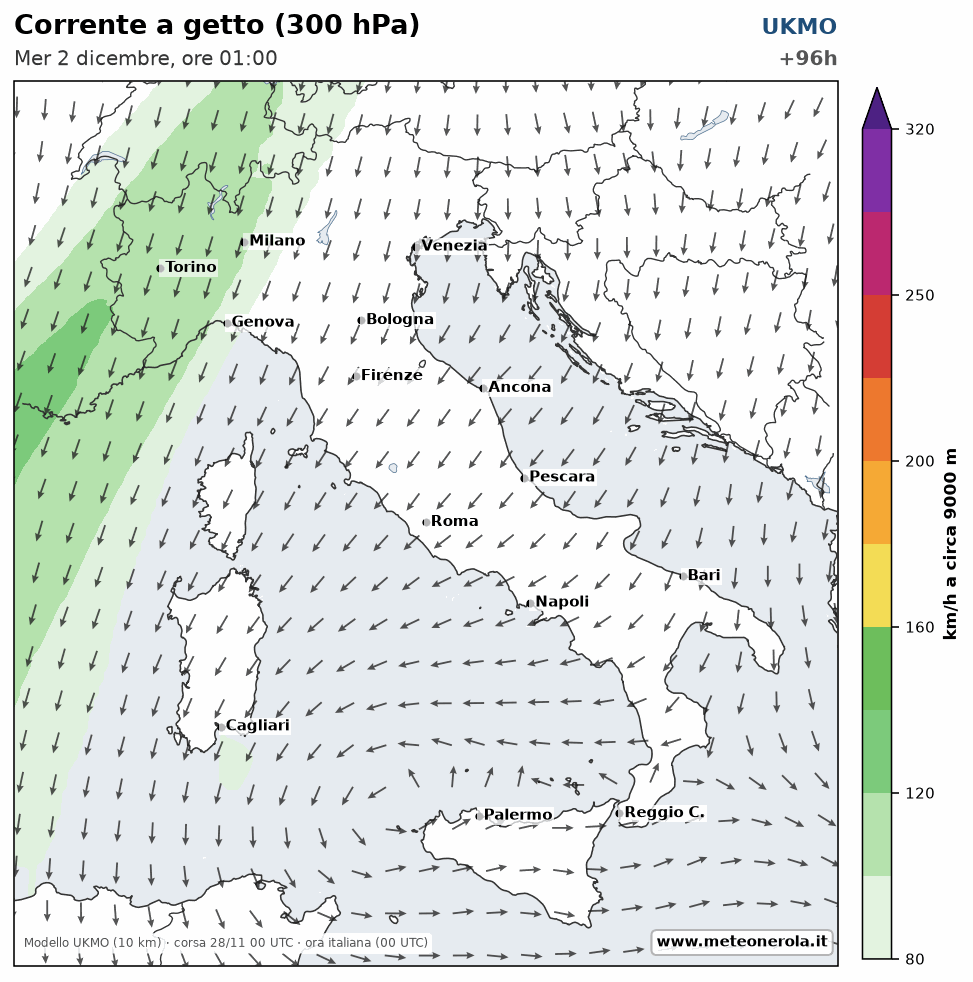 Corrente a getto (300 hPa)
UKMO
Mer 2 dicembre, ore 01:00
+96h
Milano
Venezia
Torino
Genova
Bologna
Firenze
Ancona
Pescara
Roma
Bari
Napoli
Cagliari
Palermo
Reggio C.
320
250
200
160
120
80
km/h a circa 9000 m
Modello UKMO (10 km) · corsa 28/11 00 UTC · ora italiana (00 UTC)
www.meteonerola.it